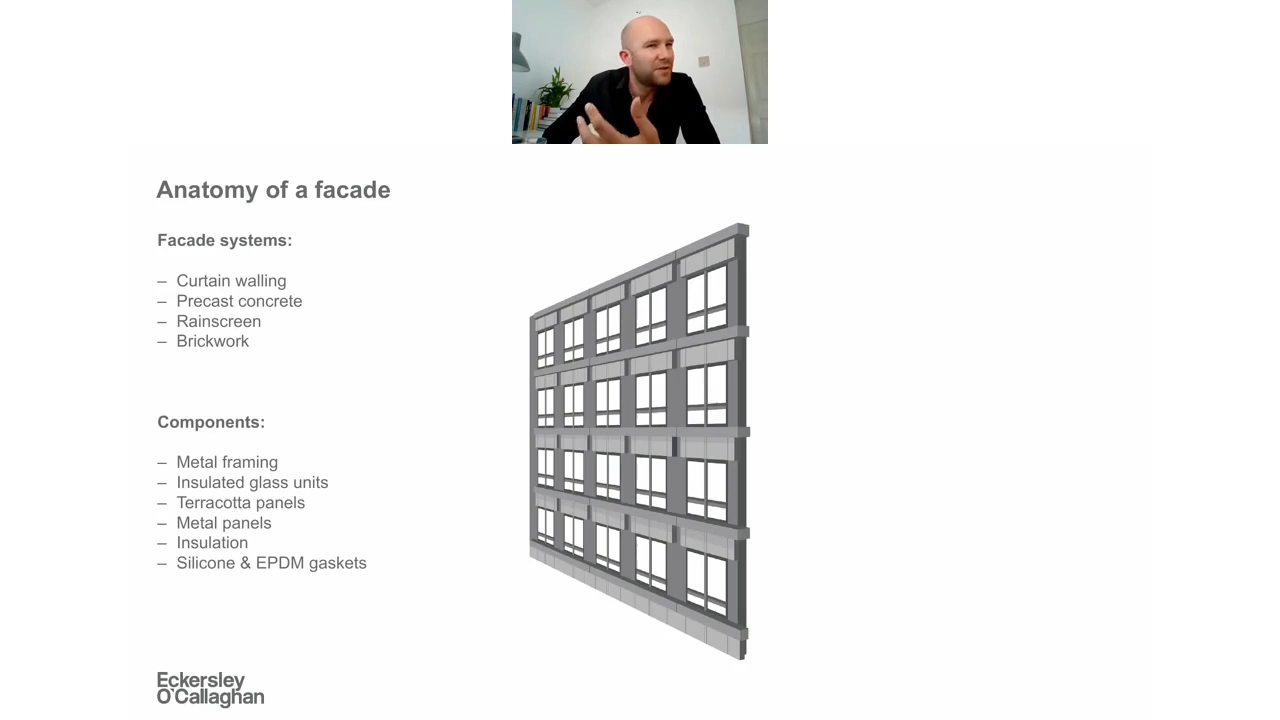 Anatomy of a facade
Facade systems:
– Curtain walling
– Precast concrete
– Rainscreen
– Brickwork
Components:
– Metal framing
– Insulated glass units
– Terracotta panels
– Metal panels
– Insulation
– Silicone & EPDM gaskets
Eckersley
O'Callaghan